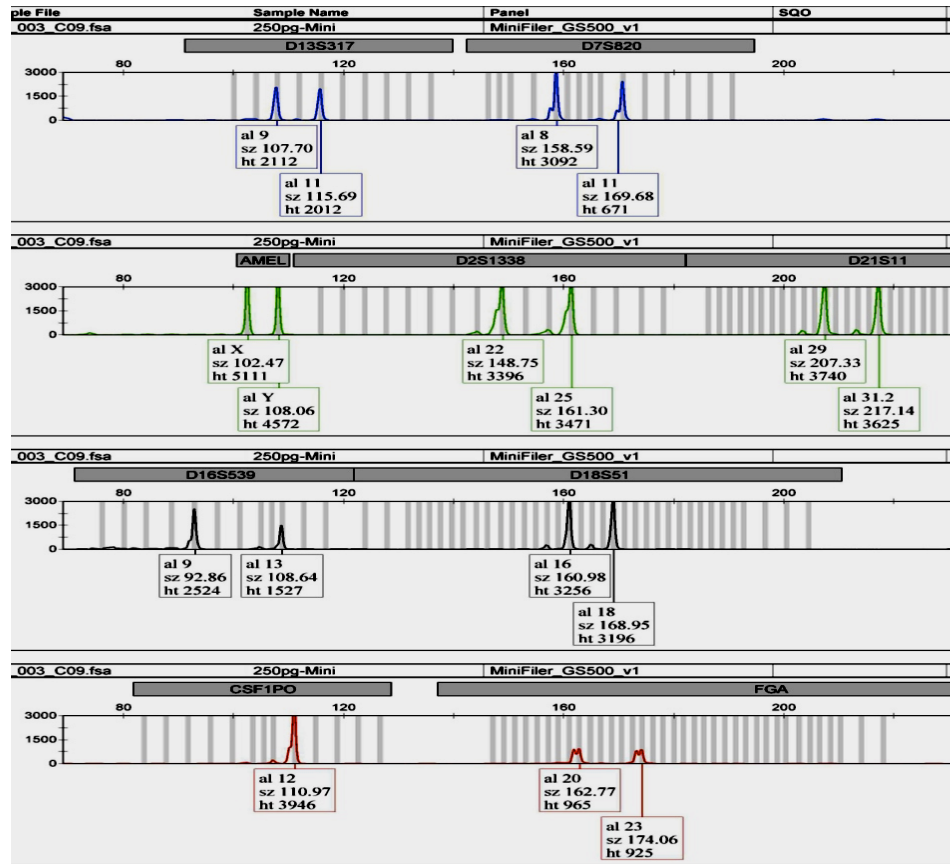 ple File Sample Name Panel SQO
_003_C09.fsa 250pg-Mini MiniFiler_GS500_v1
D13S317 D7S820
80 120 160 200
3000
1500
0
al 9
sz 107.70
ht 2112
al 11
sz 115.69
ht 2012
al 8
sz 158.59
ht 3092
al 11
sz 169.68
ht 671
_003_C09.fsa 250pg-Mini MiniFiler_GS500_v1
AMEL D2S1338 D21S11
80 120 160 200
3000
1500
0
al X
sz 102.47
ht 5111
al Y
sz 108.06
ht 4572
al 22
sz 148.75
ht 3396
al 25
sz 161.30
ht 3471
al 29
sz 207.33
ht 3740
al 31.2
sz 217.14
ht 3625
_003_C09.fsa 250pg-Mini MiniFiler_GS500_v1
D16S539 D18S51
80 120 160 200
3000
1500
0
al 9
sz 92.86
ht 2524
al 13
sz 108.64
ht 1527
al 16
sz 160.98
ht 3256
al 18
sz 168.95
ht 3196
_003_C09.fsa 250pg-Mini MiniFiler_GS500_v1
CSF1PO FGA
80 120 160 200
3000
1500
0
al 12
sz 110.97
ht 3946
al 20
sz 162.77
ht 965
al 23
sz 174.06
ht 925